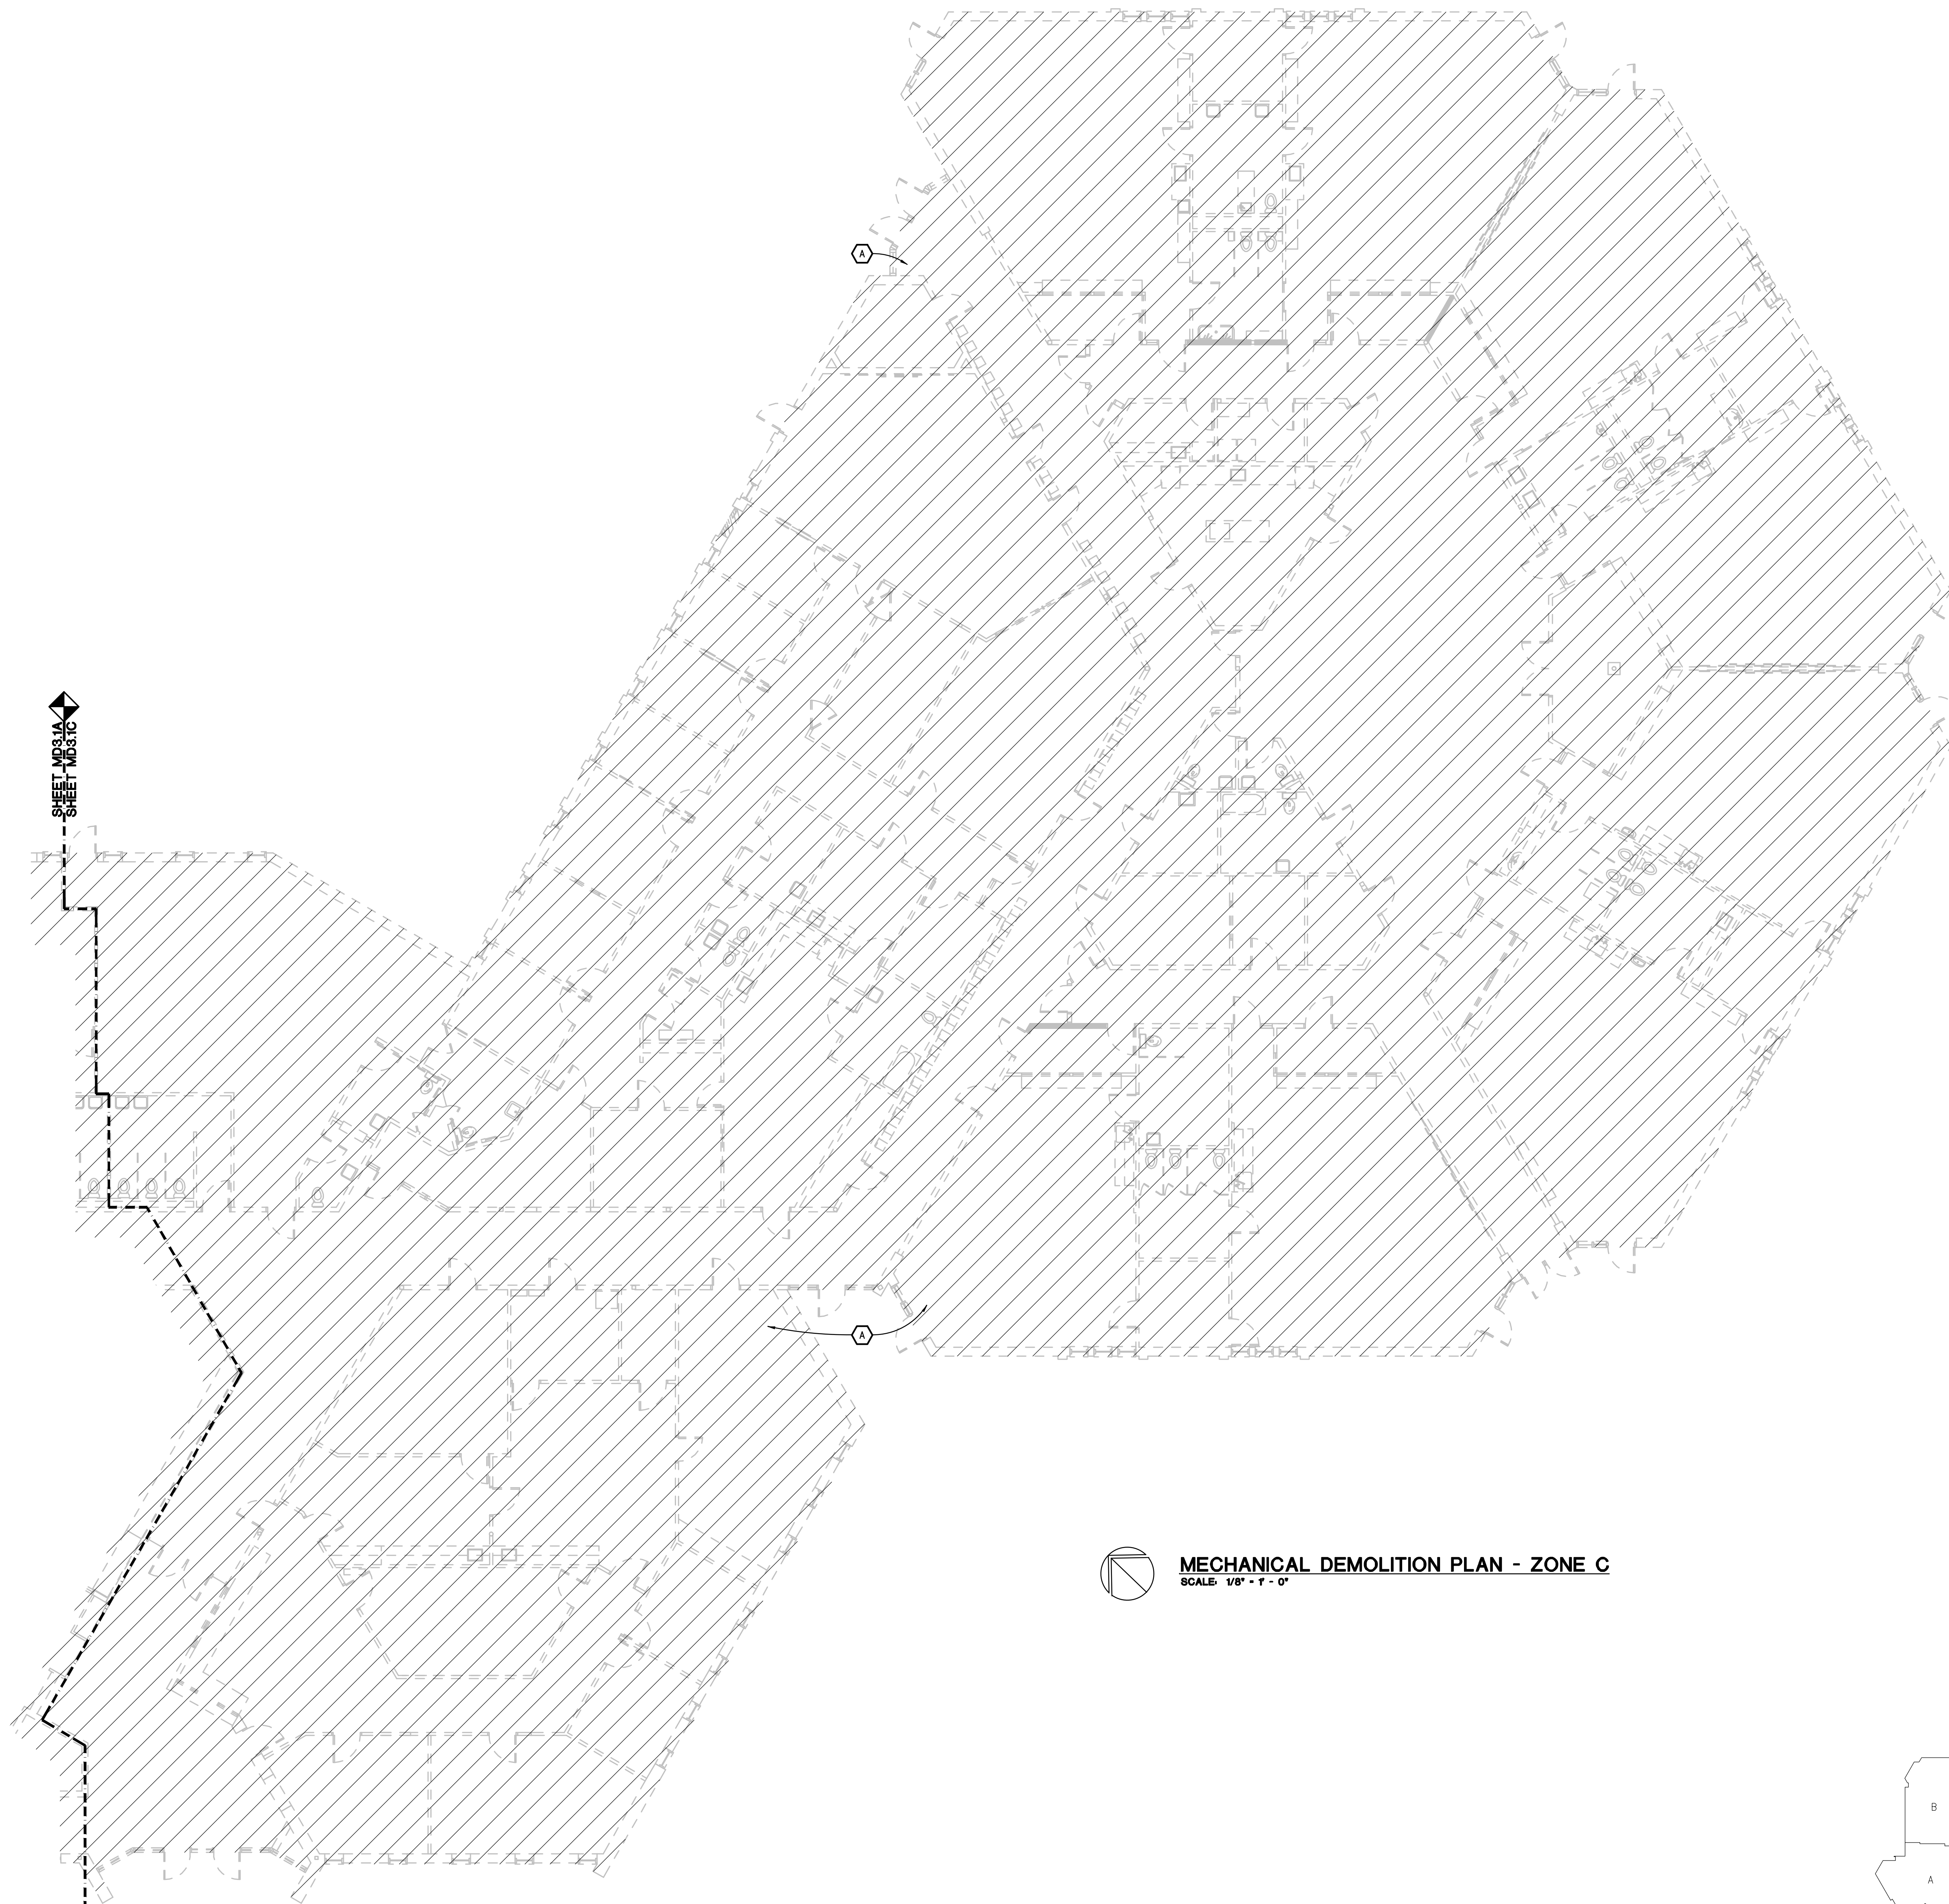 A
SHEET MD3.1A
SHEET MD3.1C
A
MECHANICAL DEMOLITION PLAN - ZONE C
SCALE: 1/8" - 1' - 0"
B
A